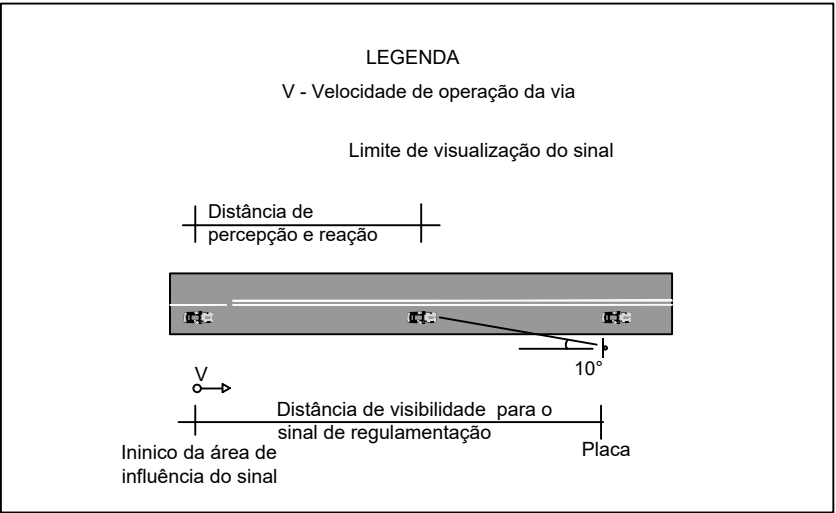 LEGENDA
V - Velocidade de operação da via
Limite de visualização do sinal
Distância de
percepção e reação
10°
V
Distância de visibilidade para o
sinal de regulamentação
Placa
Ininico da área de
influência do sinal